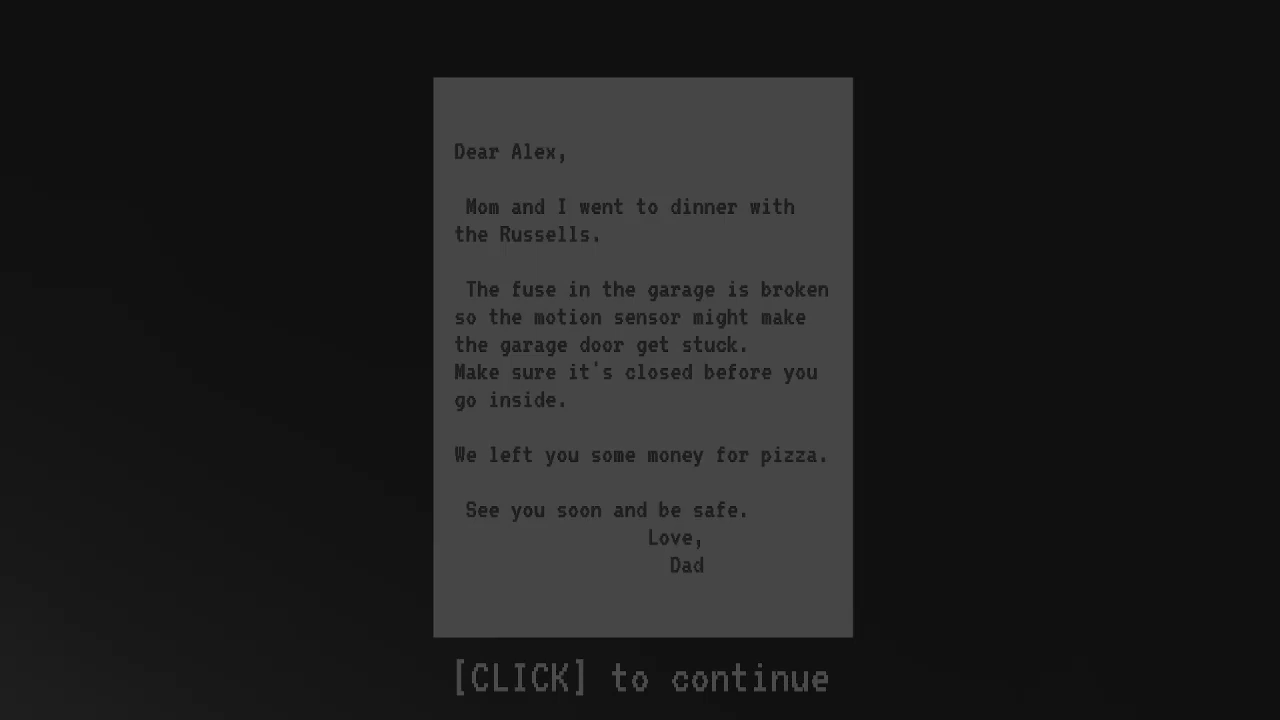 Dear Alex,
Mom and I went to dinner with
the Russells.
The fuse in the garage is broken
so the motion sensor might make
the garage door get stuck.
Make sure it's closed before you
go inside.
We left you some money for pizza.
See you soon and be safe.
Love,
Dad
[CLICK] to continue